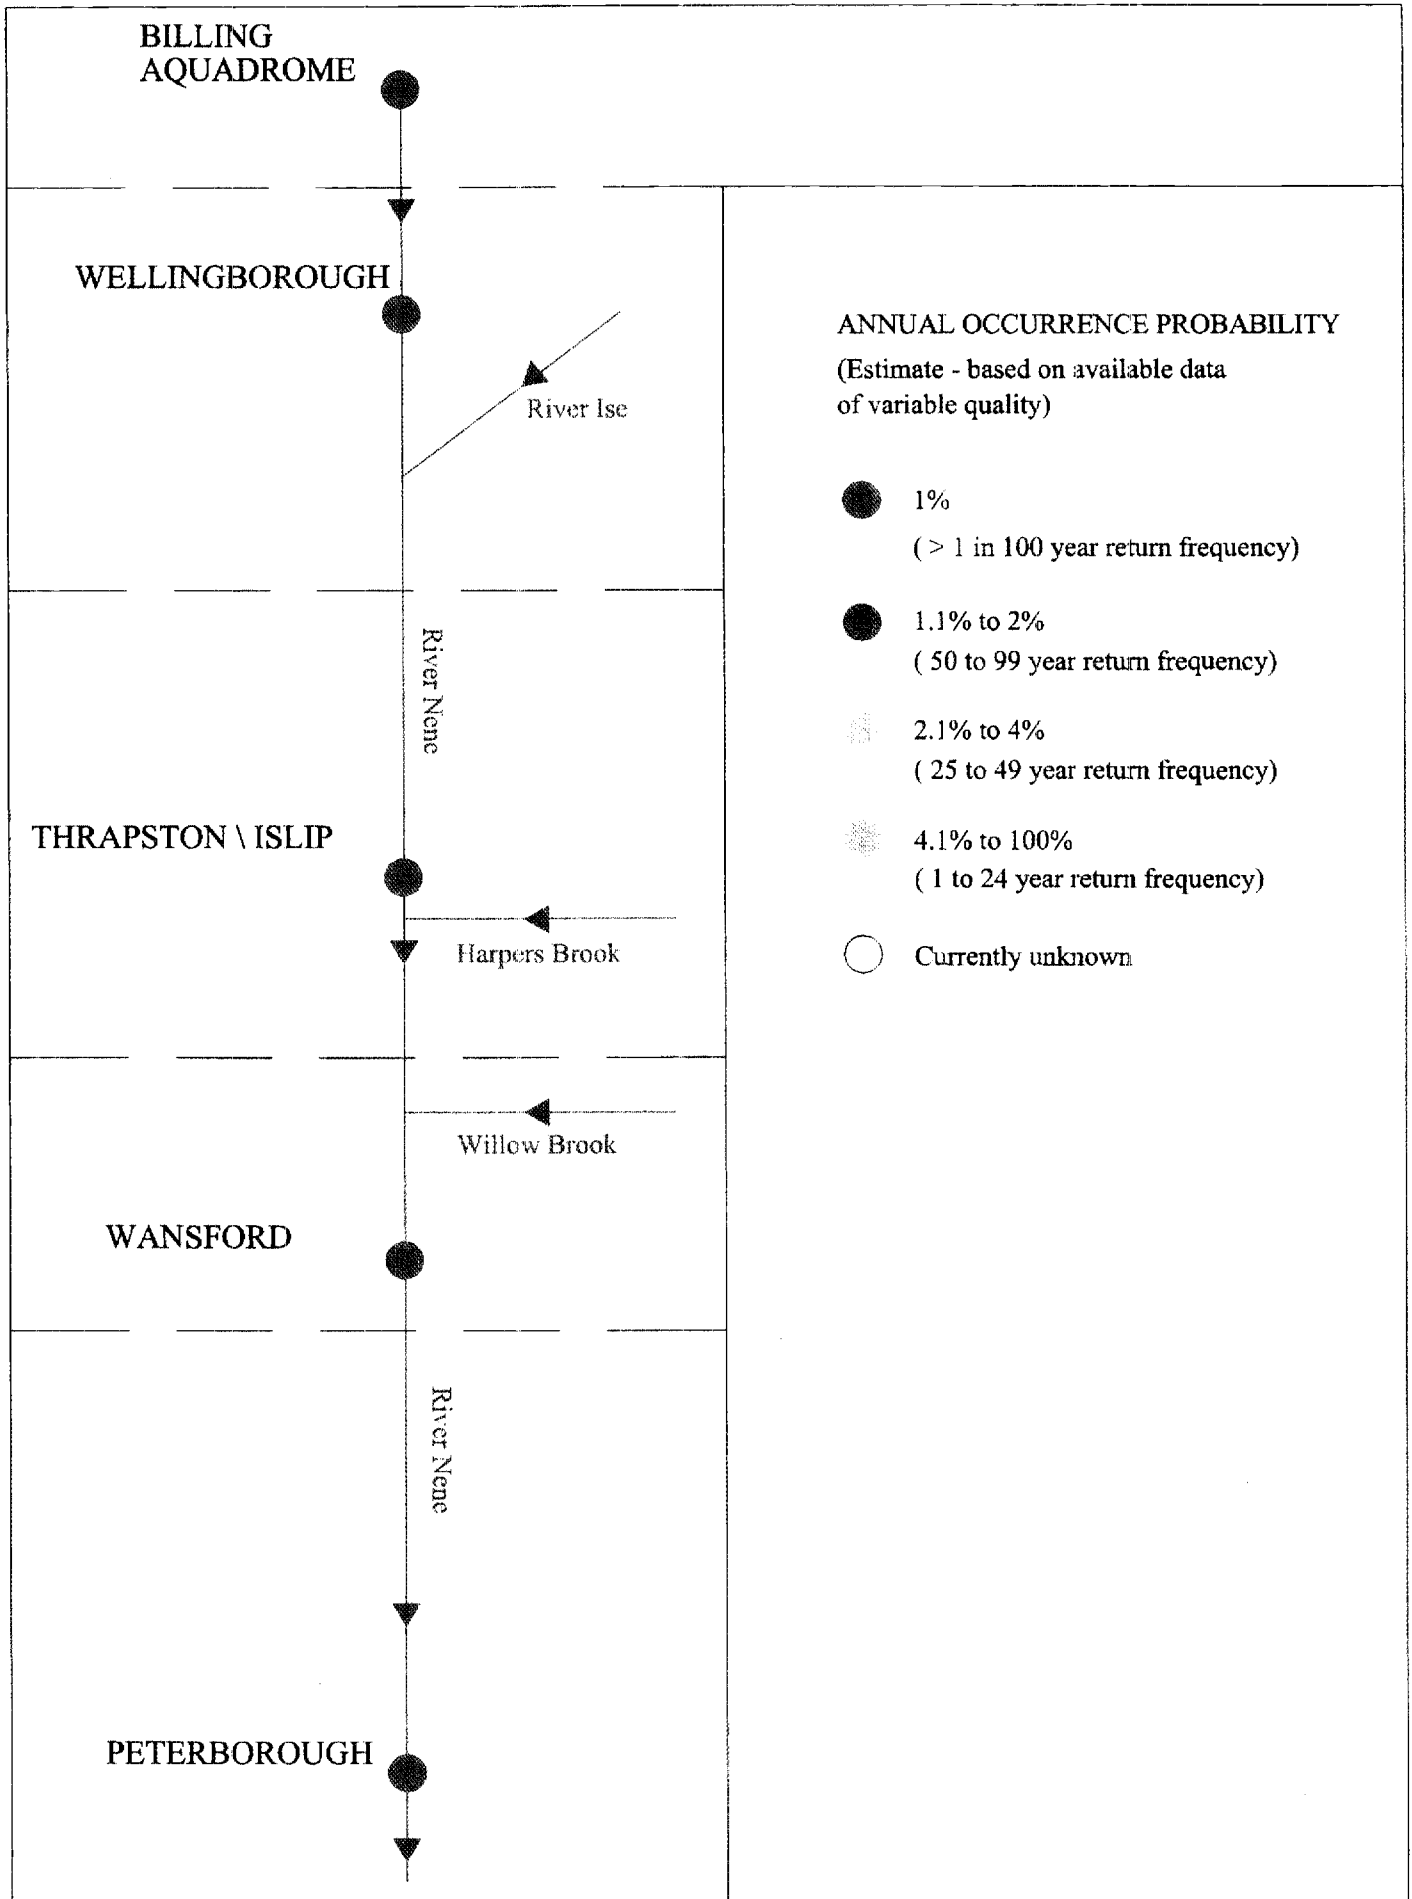 BILLING
AQUADROME
WELLINGBOROUGH
River Ise
River Nene
THRAPSTON \ ISLIP
Harpers Brook
Willow Brook
WANSFORD
River Nene
PETERBOROUGH
ANNUAL OCCURRENCE PROBABILITY
(Estimate - based on available data
of variable quality)
1%
( > 1 in 100 year return frequency)
1.1% to 2%
( 50 to 99 year return frequency)
2.1% to 4%
( 25 to 49 year return frequency)
4.1% to 100%
( 1 to 24 year return frequency)
Currently unknown